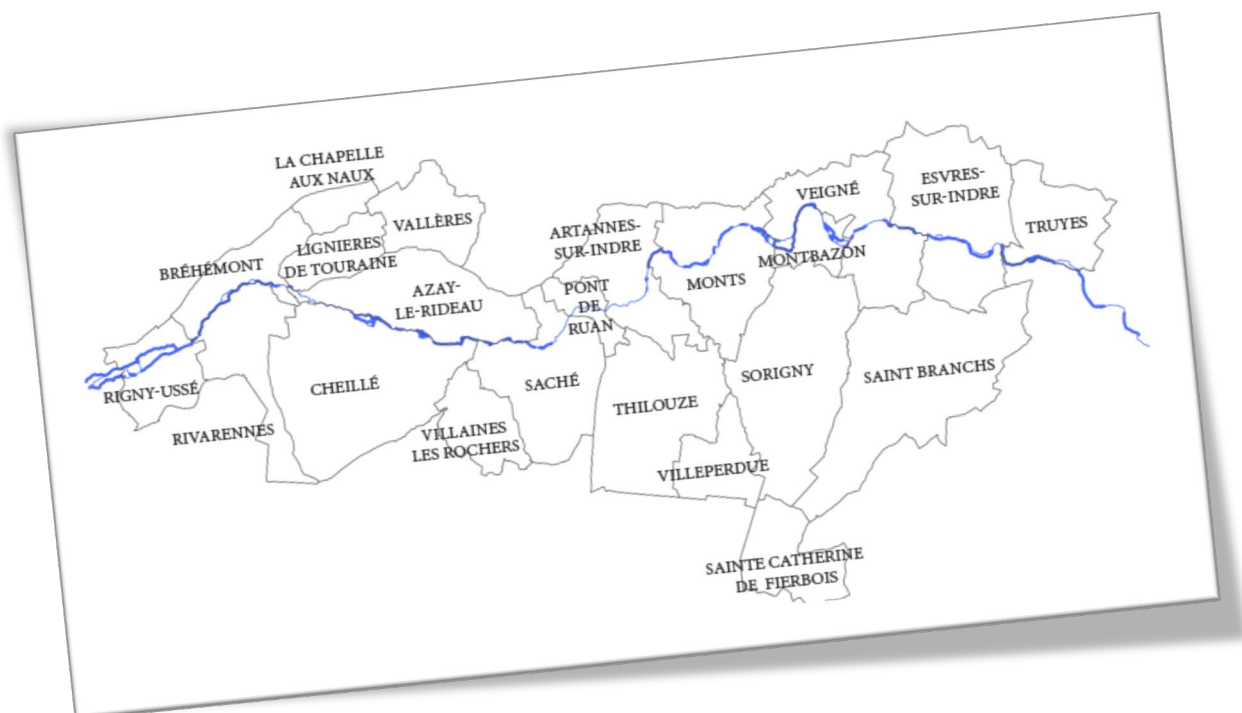 LA CHAPELLE
AUX NAUX
VALLÈRES
LIGNIERES
DE TOURAINE
BRÉHÉMONT
AZAY-
LE-RIDEAU
ARTANNES-
SUR-INDRE
PONT
DE
RUAN
MONTS
VEIGNÉ
MONTBAZON
ESVRES-
SUR-INDRE
TRUYES
RIGNY-USSÉ
RIVARENNES
CHEILLÉ
VILLAINES
LES ROCHERS
SACHÉ
THILOUZE
VILLEPERDUE
SORIGNY
SAINT BRANCHS
SAINTE CATHERINE
DE FIERBOIS